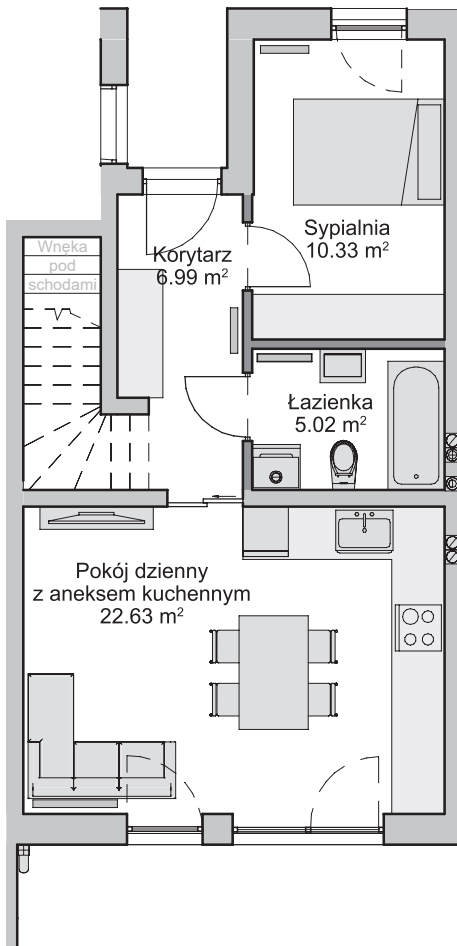 Sypialnia
10.33 m²
Korytarz
6.99 m²
Wnęka
pod
schodami
Łazienka
5.02 m²
Pokój dzienny
z aneksem kuchennym
22.63 m²